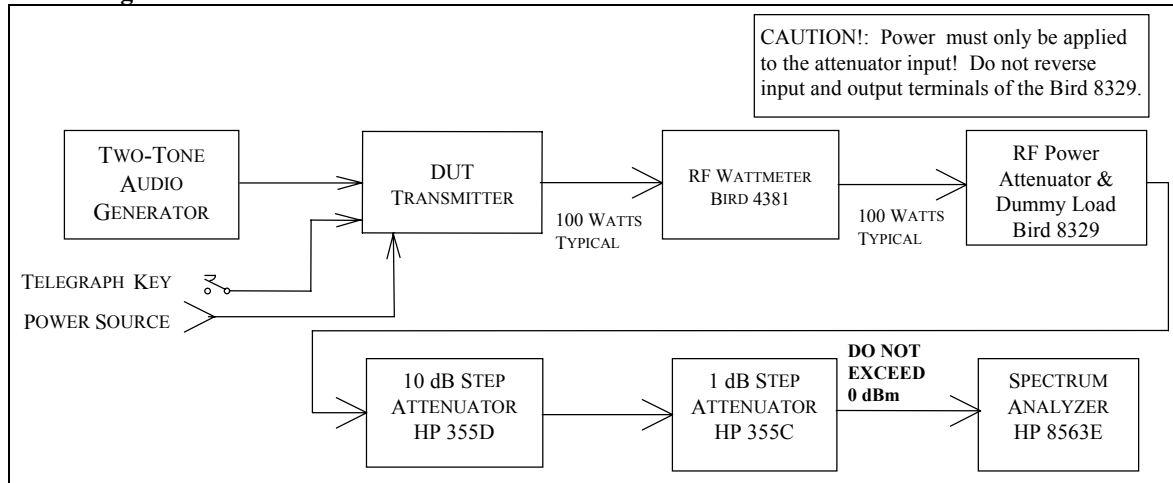 CAUTION!: Power must only be applied
to the attenuator input! Do not reverse
input and output terminals of the Bird 8329.
TWO-TONE
AUDIO
GENERATOR
DUT
TRANSMITTER
100 WATTS
TYPICAL
RF WATTMETER
BIRD 4381
100 WATTS
TYPICAL
RF Power
Attenuator &
Dummy Load
Bird 8329
TELEGRAPH KEY
POWER SOURCE
10 dB STEP
ATTENUATOR
HP 355D
1 dB STEP
ATTENUATOR
HP 355C
DO NOT
EXCEED
0 dBm
SPECTRUM
ANALYZER
HP 8563E